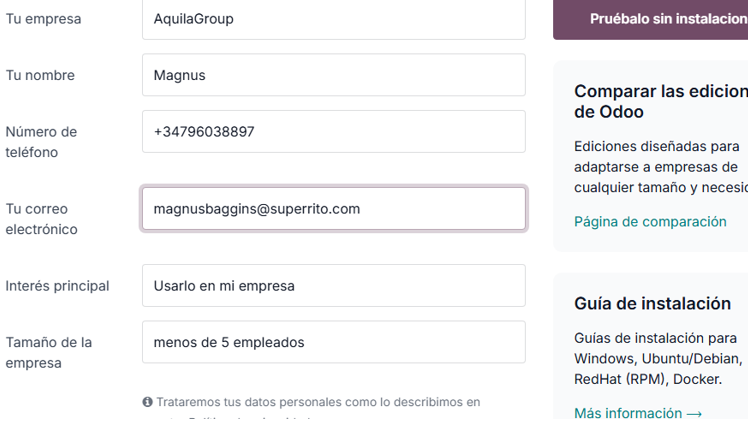 Tu empresa
AquilaGroup
Tu nombre
Magnus
Número de
teléfono
+34796038897
Tu correo
electrónico
magnusbaggins@superrito.com
Interés principal
Usarlo en mi empresa
Tamaño de la
empresa
menos de 5 empleados
Trataremos tus datos personales como lo describimos en
Pruébalo sin instalacion
Comparar las edicion
de Odoo
Ediciones diseñadas para
adaptarse a empresas de
cualquier tamaño y necesi
Página de comparación
Guía de instalación
Guías de instalación para
Windows, Ubuntu/Debian,
RedHat (RPM), Docker.
Más información →